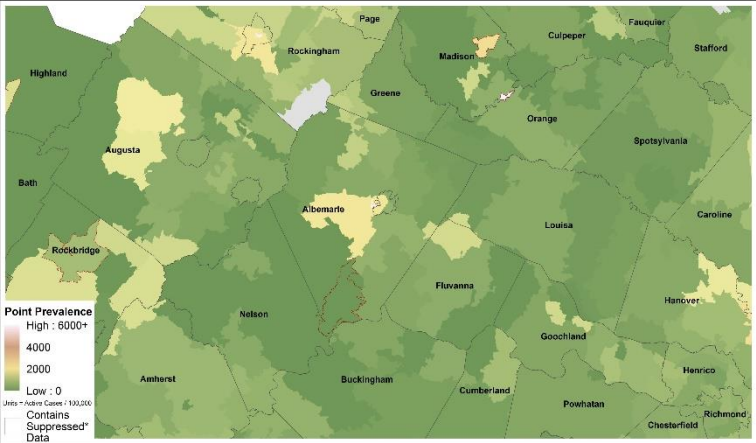 Page
Fauquier
Culpeper
Stafford
Rockingham
Madison
Highland
Greene
Orange
Spotsylvania
Augusta
Bath
Albemarle
Caroline
Louisa
Rockbridge
Fluvanna
Hanover
Nelson
Goochland
Amherst
Buckingham
Cumberland
Henrico
Powhatan
Richmond
Chesterfield
Point Prevalence
High : 6000+
4000
2000
Low : 0
Units = Active Cases / 100,000
Contains
Suppressed*
Data